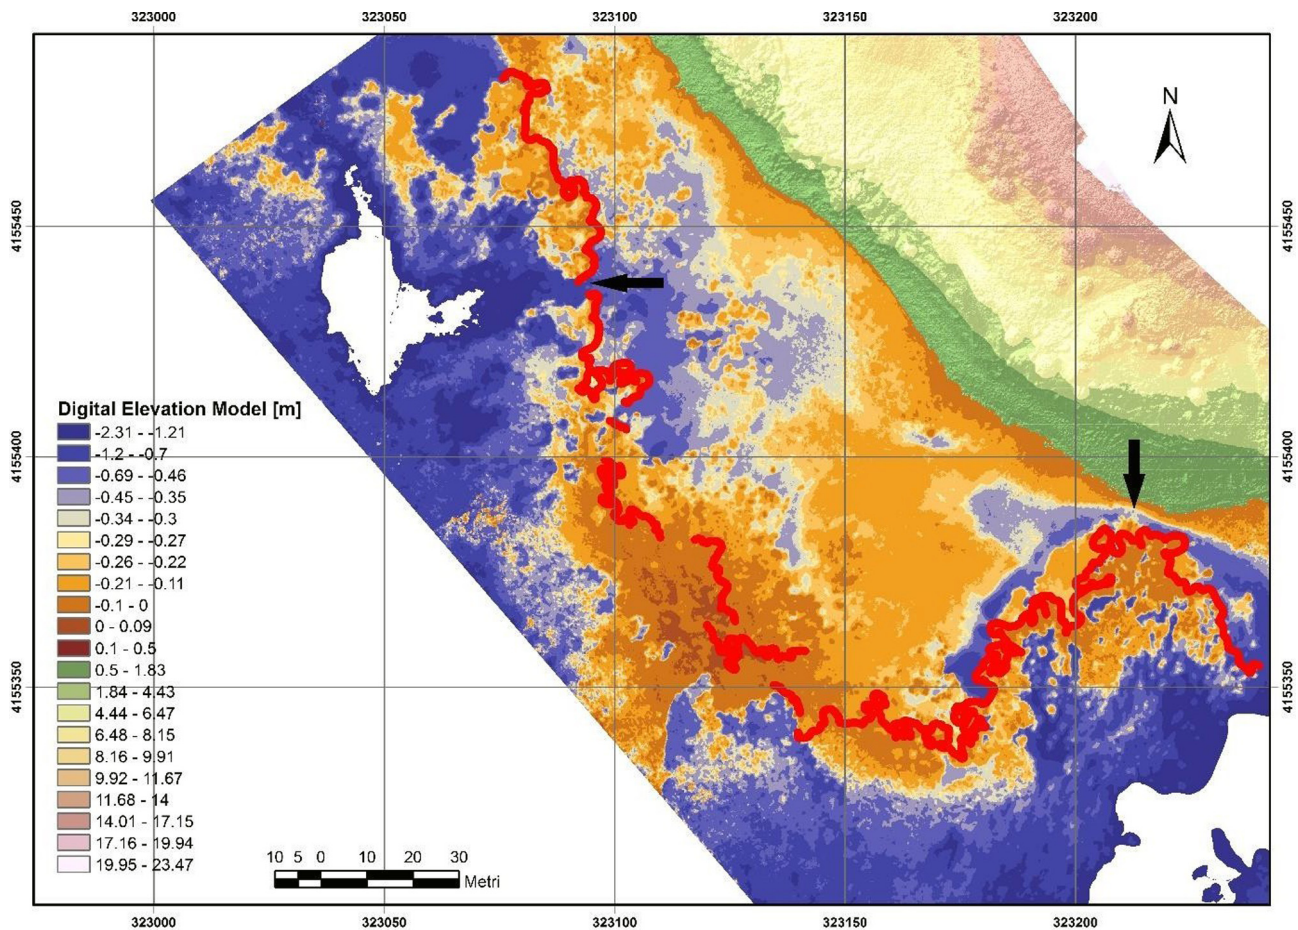 323000 323050 323100 323150 323200
N
4155450 4155450
4155400 4155400
4155350 4155350
Digital Elevation Model [m]
-2.31 - -1.21
-1.2 - -0.7
-0.69 - -0.46
-0.45 - -0.35
-0.34 - -0.3
-0.29 - -0.27
-0.26 - -0.22
-0.21 - -0.11
-0.1 - 0
0 - 0.09
0.1 - 0.5
0.5 - 1.83
1.84 - 4.43
4.44 - 6.47
6.48 - 8.15
8.16 - 9.91
9.92 - 11.67
11.68 - 14
14.01 - 17.15
17.16 - 19.94
19.95 - 23.47
10 5 0 10 20 30
Metri
323000 323050 323100 323150 323200